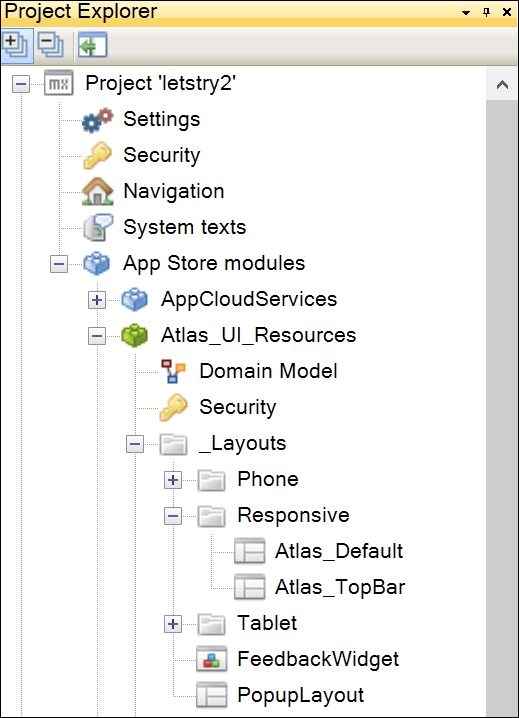 Project Explorer
mx Project 'letstry2'
Settings
Security
Navigation
System texts
App Store modules
AppCloudServices
Atlas_UI_Resources
Domain Model
Security
_Layouts
Phone
Responsive
Atlas_Default
Atlas_TopBar
Tablet
FeedbackWidget
PopupLayout